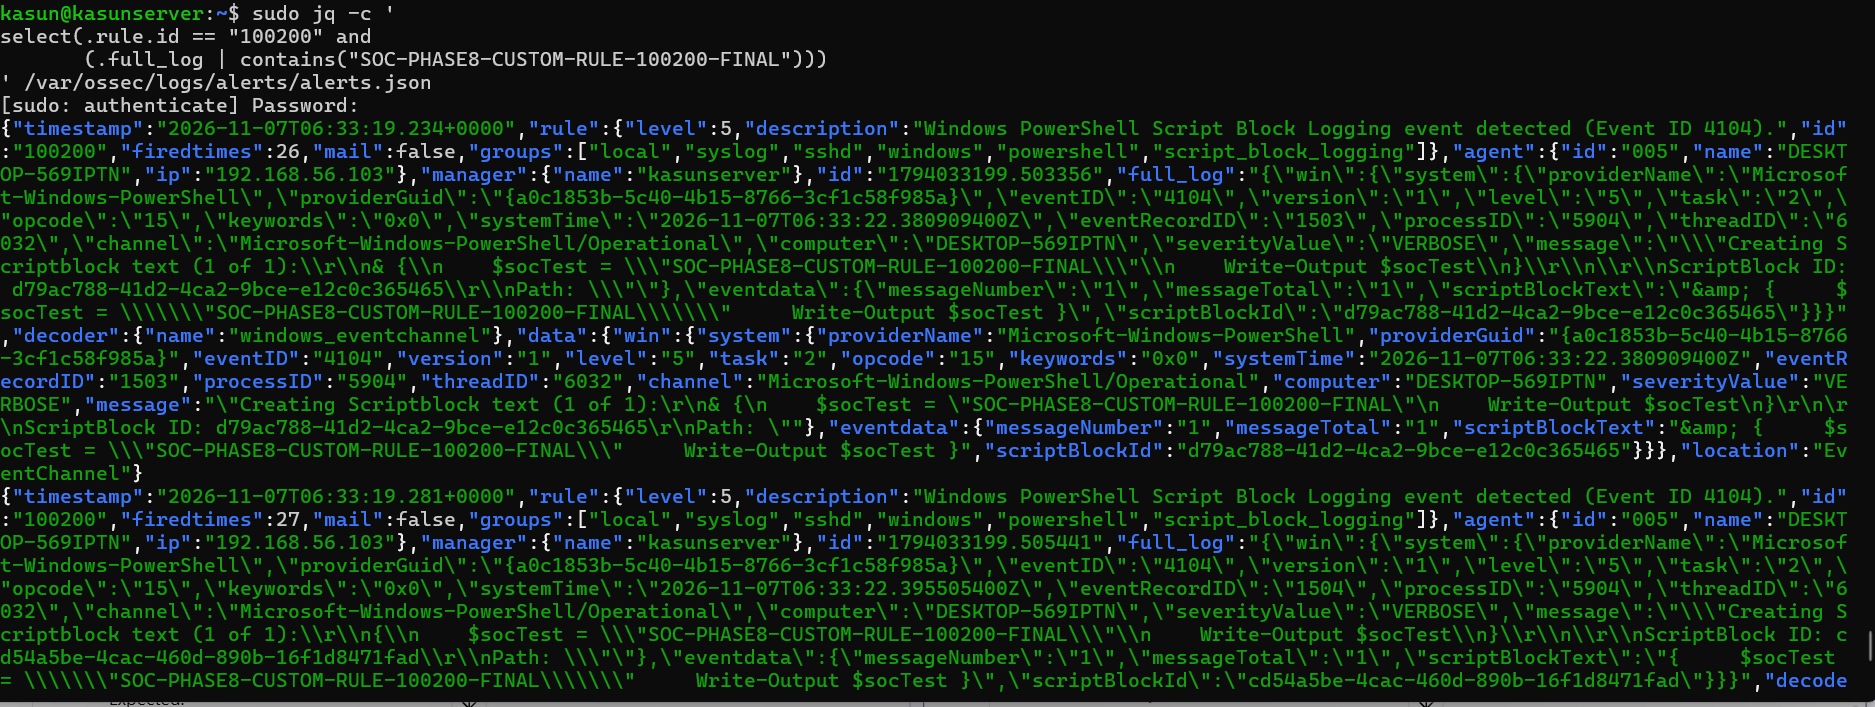 kasun@kasunserver:~$ sudo jq -c '
select(.rule.id == "100200" and
       (.full_log | contains("SOC-PHASE8-CUSTOM-RULE-100200-FINAL")))
' /var/ossec/logs/alerts/alerts.json
[sudo: authenticate] Password:
{"timestamp":"2026-11-07T06:33:19.234+0000","rule":{"level":5,"description":"Windows PowerShell Script Block Logging event detected (Event ID 4104).","id"
:"100200","firedtimes":26,"mail":false,"groups":["local","syslog","sshd","windows","powershell","script_block_logging"]},"agent":{"id":"005","name":"DESKT
OP-569IPTN","ip":"192.168.56.103"},"manager":{"name":"kasunserver"},"id":"1794033199.503356","full_log":"{\"win\":{\"system\":{\"providerName\":\"Microsof
t-Windows-PowerShell\",\"providerGuid\":\"{a0c1853b-5c40-4b15-8766-3cf1c58f985a}\",\"eventID\":\"4104\",\"version\":\"1\",\"level\":\"5\",\"task\":\"2\",\
"opcode\":\"15\",\"keywords\":\"0x0\",\"systemTime\":\"2026-11-07T06:33:22.380909400Z\",\"eventRecordID\":\"1503\",\"processID\":\"5904\",\"threadID\":\"6
032\",\"channel\":\"Microsoft-Windows-PowerShell/Operational\",\"computer\":\"DESKTOP-569IPTN\",\"severityValue\":\"VERBOSE\",\"message\":\"\\\"Creating S
criptblock text (1 of 1):\\r\\n& {\\n    $socTest = \\\"SOC-PHASE8-CUSTOM-RULE-100200-FINAL\\\"\\n    Write-Output $socTest\\n}\\r\\n\\r\\nScriptBlock ID:
 d79ac788-41d2-4ca2-9bce-e12c0c365465\\r\\nPath: \\\"\"},\"eventdata\":{\"messageNumber\":\"1\",\"messageTotal\":\"1\",\"scriptBlockText\":\"&amp; {     $
socTest = \\\\\\\"SOC-PHASE8-CUSTOM-RULE-100200-FINAL\\\\\\\"     Write-Output $socTest }\",\"scriptBlockId\":\"d79ac788-41d2-4ca2-9bce-e12c0c365465\"}}}"
,"decoder":{"name":"windows_eventchannel"},"data":{"win":{"system":{"providerName":"Microsoft-Windows-PowerShell","providerGuid":"{a0c1853b-5c40-4b15-8766
-3cf1c58f985a}","eventID":"4104","version":"1","level":"5","task":"2","opcode":"15","keywords":"0x0","systemTime":"2026-11-07T06:33:22.380909400Z","eventR
ecordID":"1503","processID":"5904","threadID":"6032","channel":"Microsoft-Windows-PowerShell/Operational","computer":"DESKTOP-569IPTN","severityValue":"VE
RBOSE","message":"\"Creating Scriptblock text (1 of 1):\r\n& {\n    $socTest = \"SOC-PHASE8-CUSTOM-RULE-100200-FINAL\"\n    Write-Output $socTest\n}\r\n\r
\nScriptBlock ID: d79ac788-41d2-4ca2-9bce-e12c0c365465\r\nPath: \""},"eventdata":{"messageNumber":"1","messageTotal":"1","scriptBlockText":"&amp; {     $s
ocTest = \\\"SOC-PHASE8-CUSTOM-RULE-100200-FINAL\\\"     Write-Output $socTest }","scriptBlockId":"d79ac788-41d2-4ca2-9bce-e12c0c365465"}}},"location":"Ev
entChannel"}
{"timestamp":"2026-11-07T06:33:19.281+0000","rule":{"level":5,"description":"Windows PowerShell Script Block Logging event detected (Event ID 4104).","id"
:"100200","firedtimes":27,"mail":false,"groups":["local","syslog","sshd","windows","powershell","script_block_logging"]},"agent":{"id":"005","name":"DESKT
OP-569IPTN","ip":"192.168.56.103"},"manager":{"name":"kasunserver"},"id":"1794033199.505441","full_log":"{\"win\":{\"system\":{\"providerName\":\"Microsof
t-Windows-PowerShell\",\"providerGuid\":\"{a0c1853b-5c40-4b15-8766-3cf1c58f985a}\",\"eventID\":\"4104\",\"version\":\"1\",\"level\":\"5\",\"task\":\"2\",\
"opcode\":\"15\",\"keywords\":\"0x0\",\"systemTime\":\"2026-11-07T06:33:22.395505400Z\",\"eventRecordID\":\"1504\",\"processID\":\"5904\",\"threadID\":\"6
032\",\"channel\":\"Microsoft-Windows-PowerShell/Operational\",\"computer\":\"DESKTOP-569IPTN\",\"severityValue\":\"VERBOSE\",\"message\":\"\\\"Creating S
criptblock text (1 of 1):\\r\\n{\\n    $socTest = \\\"SOC-PHASE8-CUSTOM-RULE-100200-FINAL\\\"\\n    Write-Output $socTest\\n}\\r\\n\\r\\nScriptBlock ID: c
d54a5be-4cac-460d-890b-16f1d8471fad\\r\\nPath: \\\"\"},\"eventdata\":{\"messageNumber\":\"1\",\"messageTotal\":\"1\",\"scriptBlockText\":\"{     $socTest
= \\\\\\\"SOC-PHASE8-CUSTOM-RULE-100200-FINAL\\\\\\\"     Write-Output $socTest }\",\"scriptBlockId\":\"cd54a5be-4cac-460d-890b-16f1d8471fad\"}}}","decode